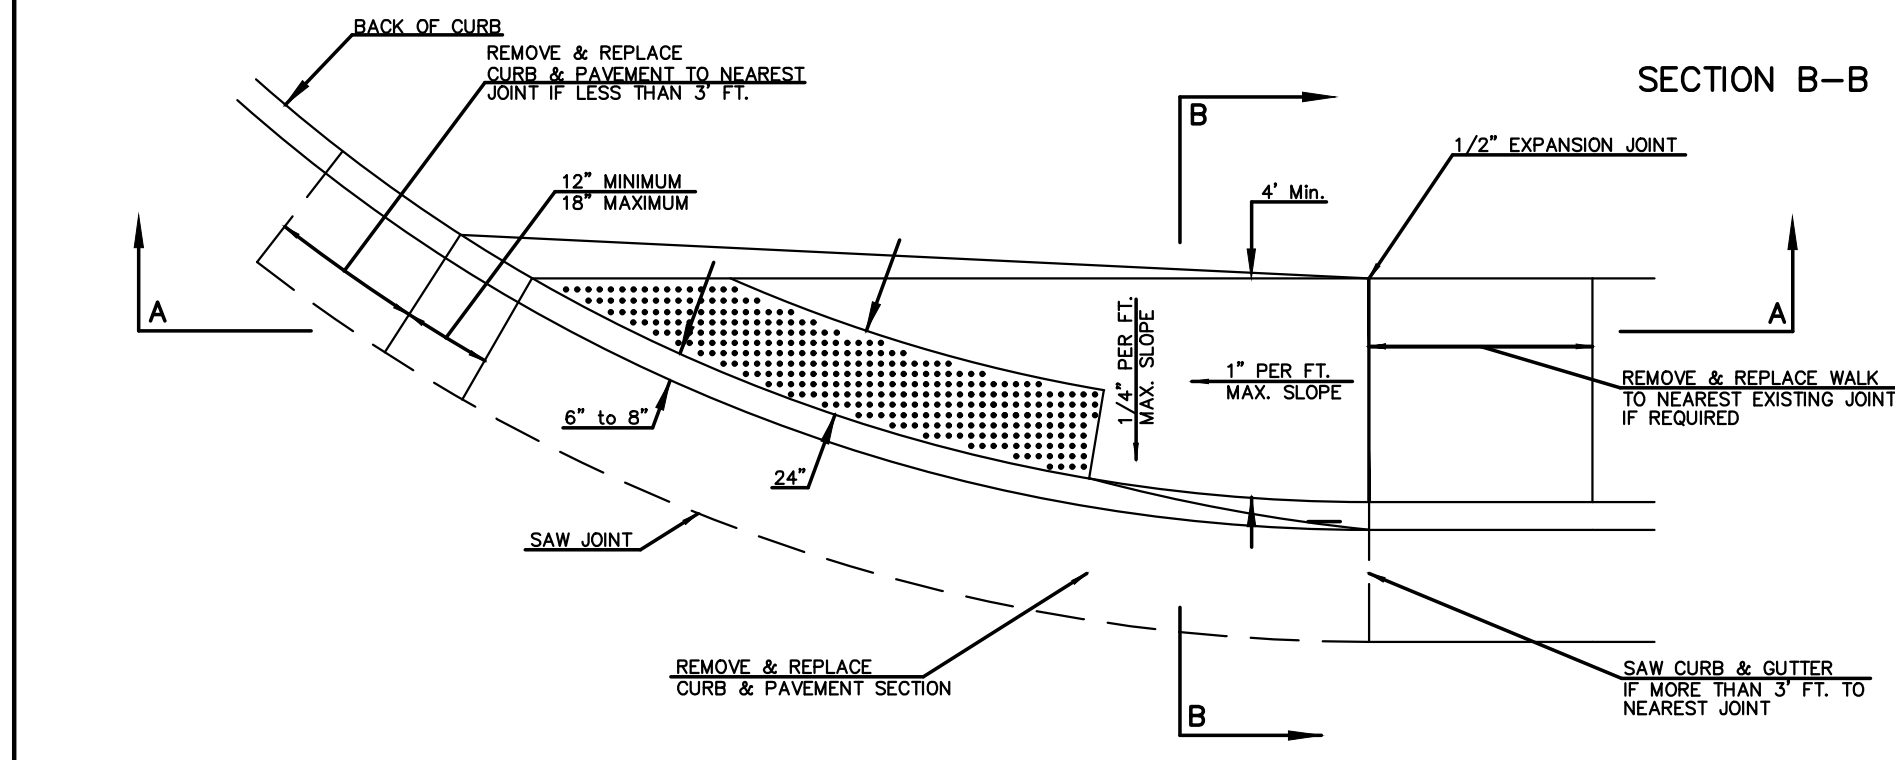 BACK OF CURB
REMOVE & REPLACE
CURB & PAVEMENT TO NEAREST
JOINT IF LESS THAN 3' FT.
SECTION B-B
B
1/2" EXPANSION JOINT
12" MINIMUM
18" MAXIMUM
4' Min.
A
A
1/4" PER FT.
MAX. SLOPE
1" PER FT.
MAX. SLOPE
REMOVE & REPLACE WALK
TO NEAREST EXISTING JOINT
IF REQUIRED
6" to 8"
24"
SAW JOINT
REMOVE & REPLACE
CURB & PAVEMENT SECTION
SAW CURB & GUTTER
IF MORE THAN 3' FT. TO
NEAREST JOINT
B